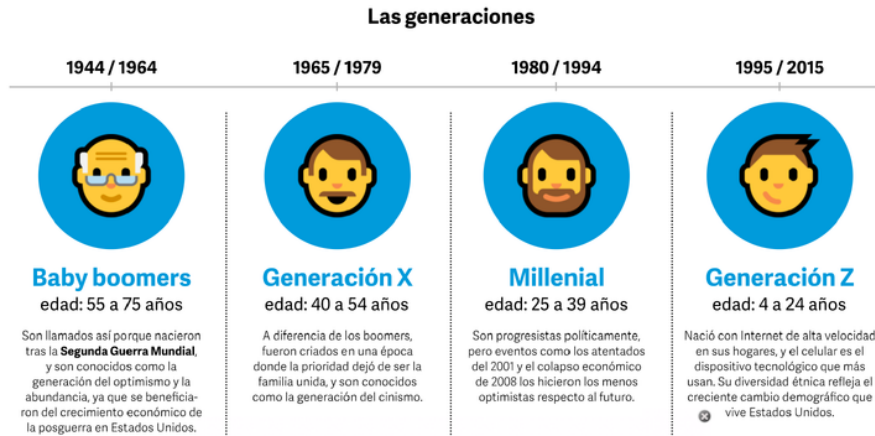 Las generaciones
1944 / 1964
1965 / 1979
1980 / 1994
1995 / 2015
Baby boomers
edad: 55 a 75 años
Son llamados así porque nacieron
tras la Segunda Guerra Mundial,
y son conocidos como la
generación del optimismo y la
abundancia, ya que se beneficia-
ron del crecimiento económico de
la posguerra en Estados Unidos.
Generación X
edad: 40 a 54 años
A diferencia de los boomers,
fueron criados en una época
donde la prioridad dejó de ser la
familia unida, y son conocidos
como la generación del cinismo.
Millenial
edad: 25 a 39 años
Son progresistas políticamente,
pero eventos como los atentados
del 2001 y el colapso económico
de 2008 los hicieron los menos
optimistas respecto al futuro.
Generación Z
edad: 4 a 24 años
Nació con Internet de alta velocidad
en sus hogares, y el celular es el
dispositivo tecnológico que más
usan. Su diversidad étnica refleja el
creciente cambio demográfico que
vive Estados Unidos.